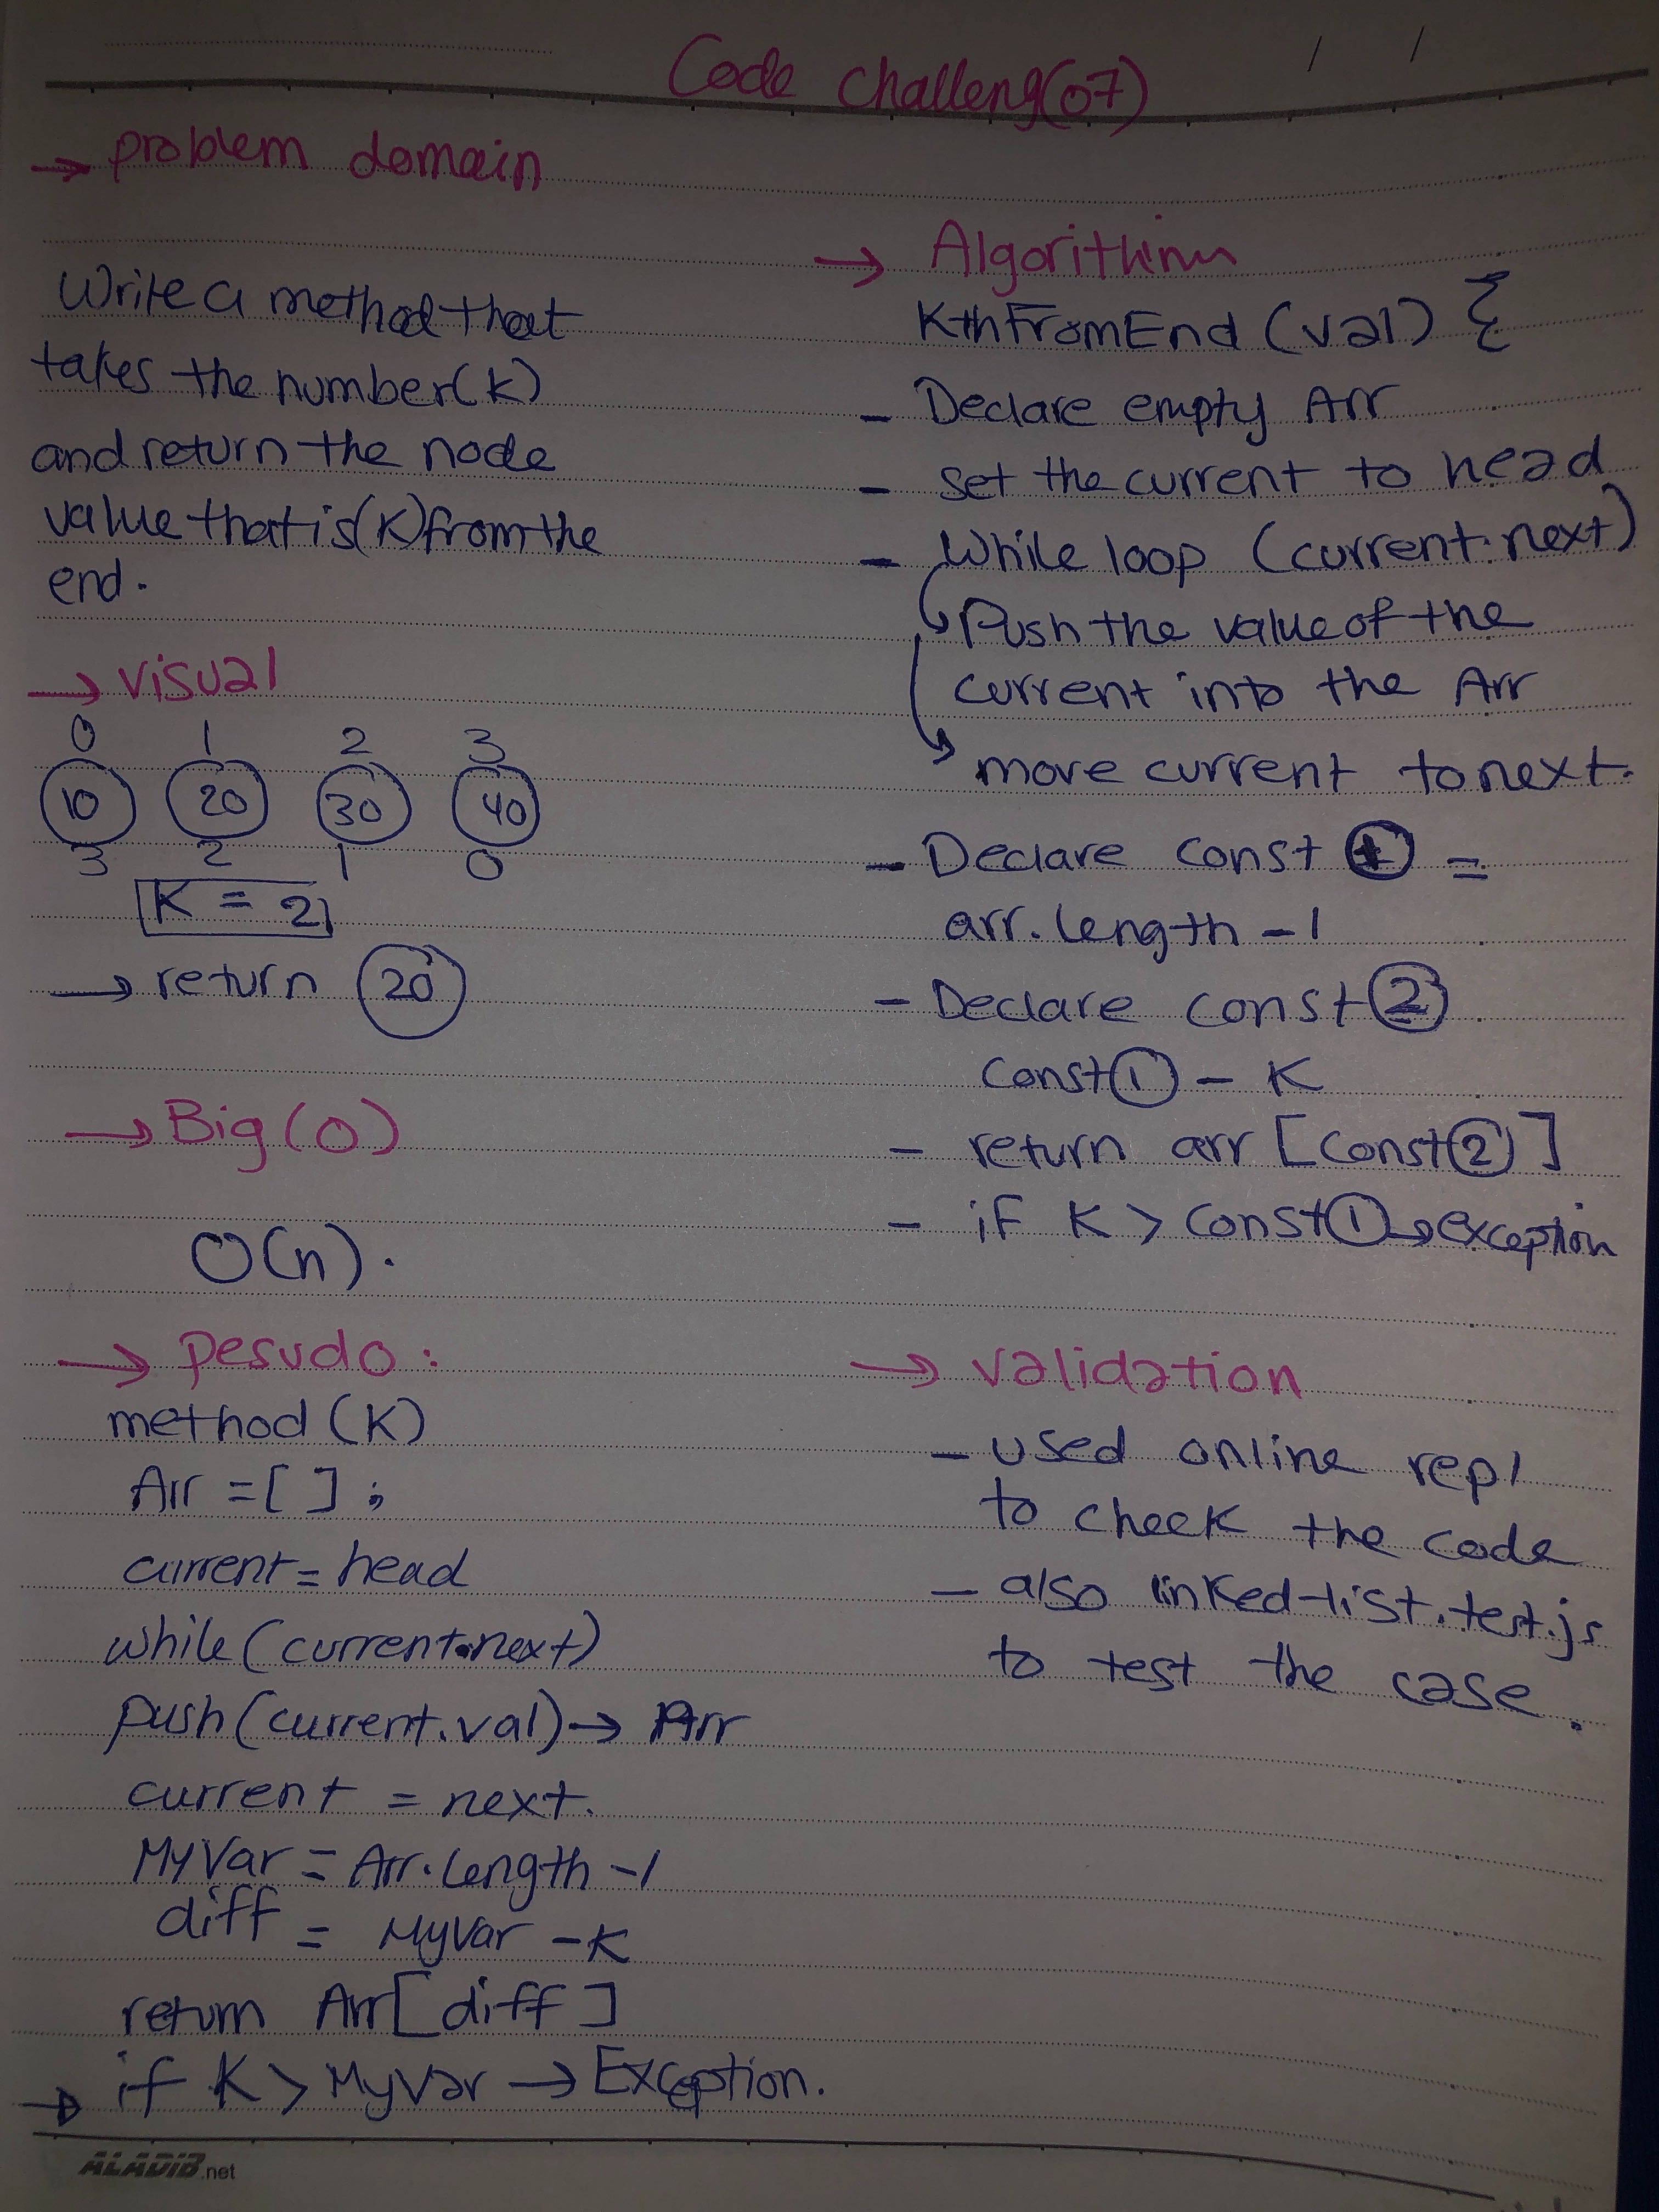 Code Challeng(07)
/ /
→ problem domain
Write a method that
takes the number(K)
and return the node
value that is(K)from the
end.
→ visual
0 1 2 3
10 20 30 40
3 2 1 0
K = 2
→ return 20
→ Big(O)
O(n).
→ pesudo :
method (K)
Arr = [ ] ;
current = head
while (current.next)
push (current.val) → Arr
current = next.
MyVar = Arr.length -1
diff = MyVar - K
return Arr[diff]
→ if K > MyVar → Exception.
→ Algorithim
KthFromEnd (val) {
- Declare empty Arr
- set the current to head
- While loop (current.next)
Push the value of the
current into the Arr
move current to next.
- Declare const ① =
arr.length -1
- Declare const ②
const ① - K
- return arr [const ②]
- if K > const ① → exception
→ validation
- used online repl
to check the code
- also linked-list.test.js
to test the case.
ALADIB.net